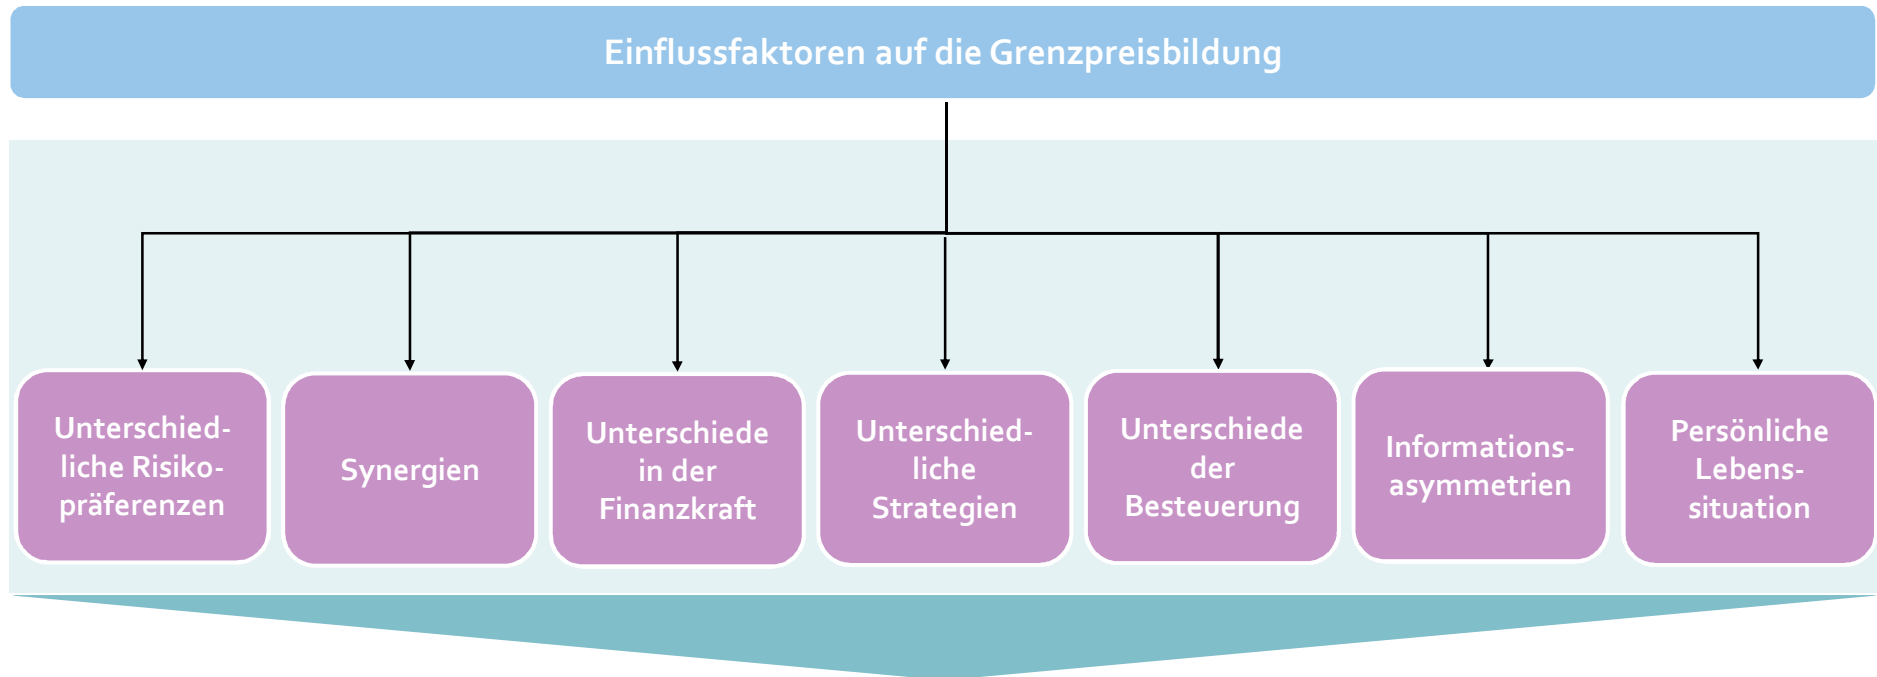 Einflussfaktoren auf die Grenzpreisbildung
Unterschied-
liche Risiko-
präferenzen
Synergien
Unterschiede
in der
Finanzkraft
Unterschied-
liche
Strategien
Unterschiede
der
Besteuerung
Informations-
asymmetrien
Persönliche
Lebens-
situation